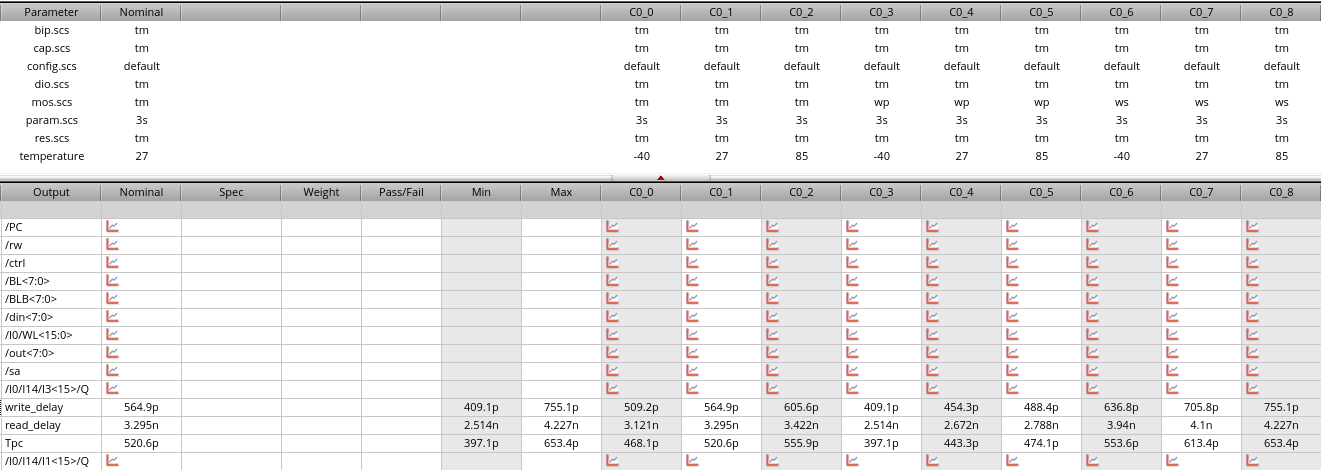 Parameter Nominal C0_0 C0_1 C0_2 C0_3 C0_4 C0_5 C0_6 C0_7 C0_8
bip.scs tm tm tm tm tm tm tm tm tm tm
cap.scs tm tm tm tm tm tm tm tm tm tm
config.scs default default default default default default default default default default
dio.scs tm tm tm tm tm tm tm tm tm tm
mos.scs tm tm tm tm wp wp wp ws ws ws
param.scs 3s 3s 3s 3s 3s 3s 3s 3s 3s 3s
res.scs tm tm tm tm tm tm tm tm tm tm
temperature 27 -40 27 85 -40 27 85 -40 27 85
Output Nominal Spec Weight Pass/Fail Min Max C0_0 C0_1 C0_2 C0_3 C0_4 C0_5 C0_6 C0_7 C0_8
/PC
/rw
/ctrl
/BL<7:0>
/BLB<7:0>
/din<7:0>
/I0/WL<15:0>
/out<7:0>
/sa
/I0/I14/I3<15>/Q
write_delay 564.9p 409.1p 755.1p 509.2p 564.9p 605.6p 409.1p 454.3p 488.4p 636.8p 705.8p 755.1p
read_delay 3.295n 2.514n 4.227n 3.121n 3.295n 3.422n 2.514n 2.672n 2.788n 3.94n 4.1n 4.227n
Tpc 520.6p 397.1p 653.4p 468.1p 520.6p 555.9p 397.1p 443.3p 474.1p 553.6p 613.4p 653.4p
/I0/I14/I1<15>/Q